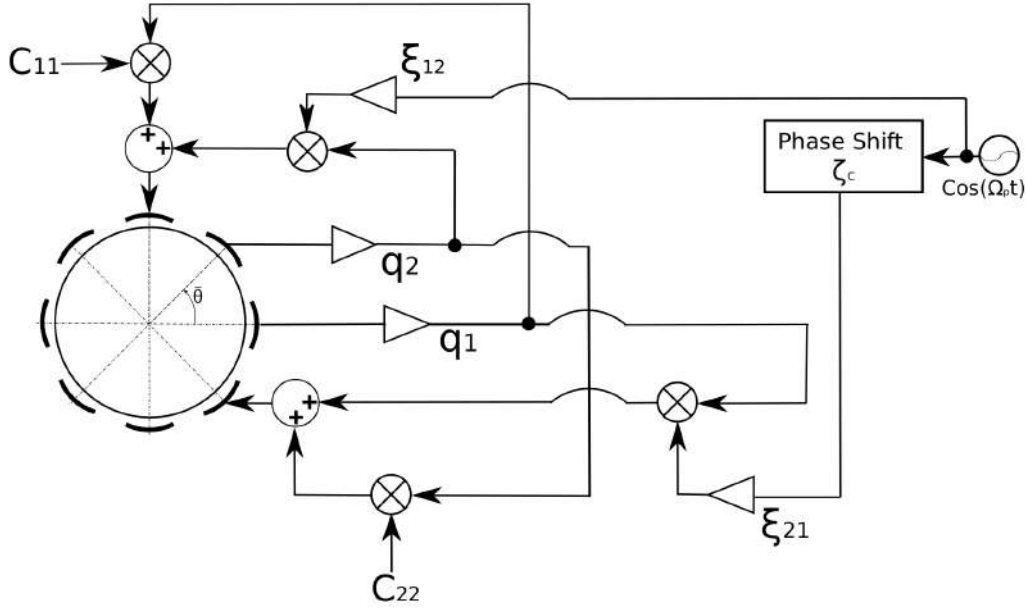 C11
ξ12
+
+
Phase Shift
ζc
Cos(Ωpt)
q2
θ̄
q1
+
+
ξ21
C22